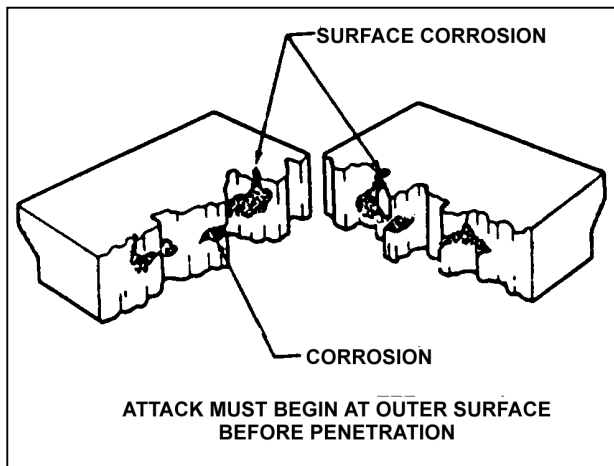 SURFACE CORROSION
CORROSION
ATTACK MUST BEGIN AT OUTER SURFACE
BEFORE PENETRATION